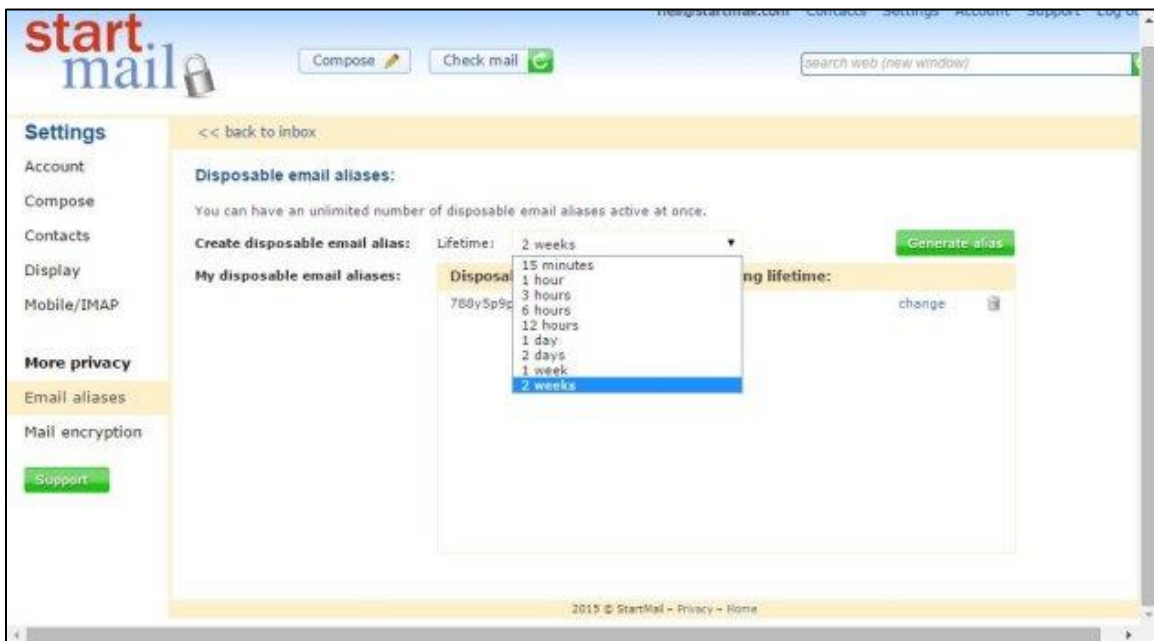 Contacts Settings Account Support
start
mail
Compose
Check mail
search web (new window)
Settings
<< back to inbox
Account
Compose
Contacts
Display
Mobile/IMAP
More privacy
Email aliases
Mail encryption
Support
Disposable email aliases:
You can have an unlimited number of disposable email aliases active at once.
Create disposable email alias: Lifetime: 2 weeks Generate alias
My disposable email aliases:
Disposal ng lifetime:
788y5p9p change
15 minutes
1 hour
3 hours
6 hours
12 hours
1 day
2 days
1 week
2 weeks
2015 © StartMail – Privacy – Home